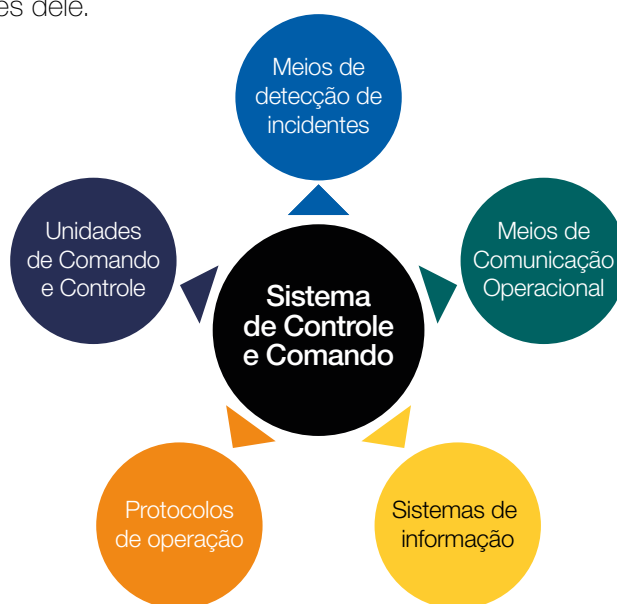 es dele.
Meios de
detecção de
incidentes
Unidades
de Comando
e Controle
Meios de
Comunicação
Operacional
Sistema
de Controle
e Comando
Protocolos
de operação
Sistemas de
informação